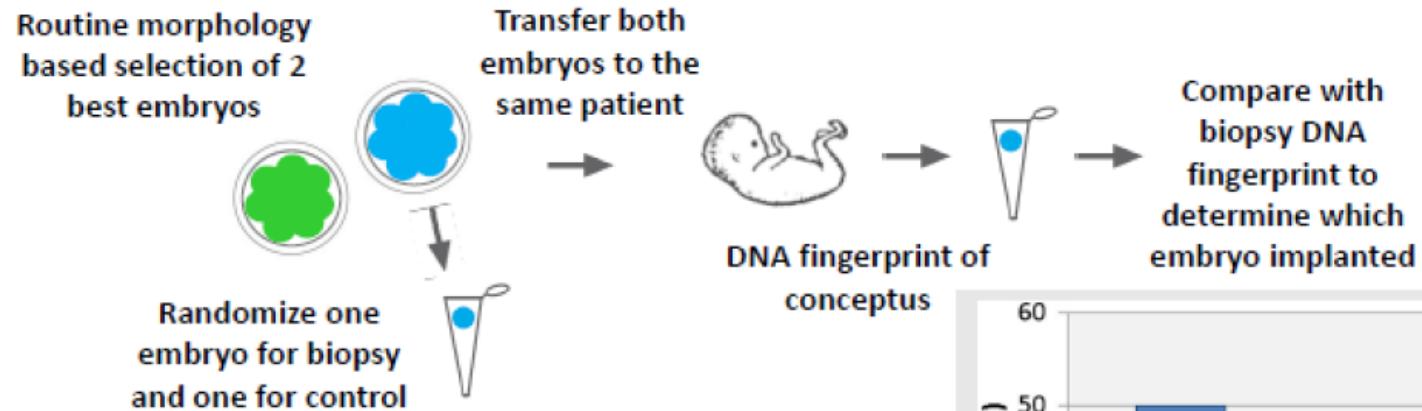 Routine morphology
based selection of 2
best embryos
Transfer both
embryos to the
same patient
Randomize one
embryo for biopsy
and one for control
DNA fingerprint of
conceptus
Compare with
biopsy DNA
fingerprint to
determine which
embryo implanted
60
50